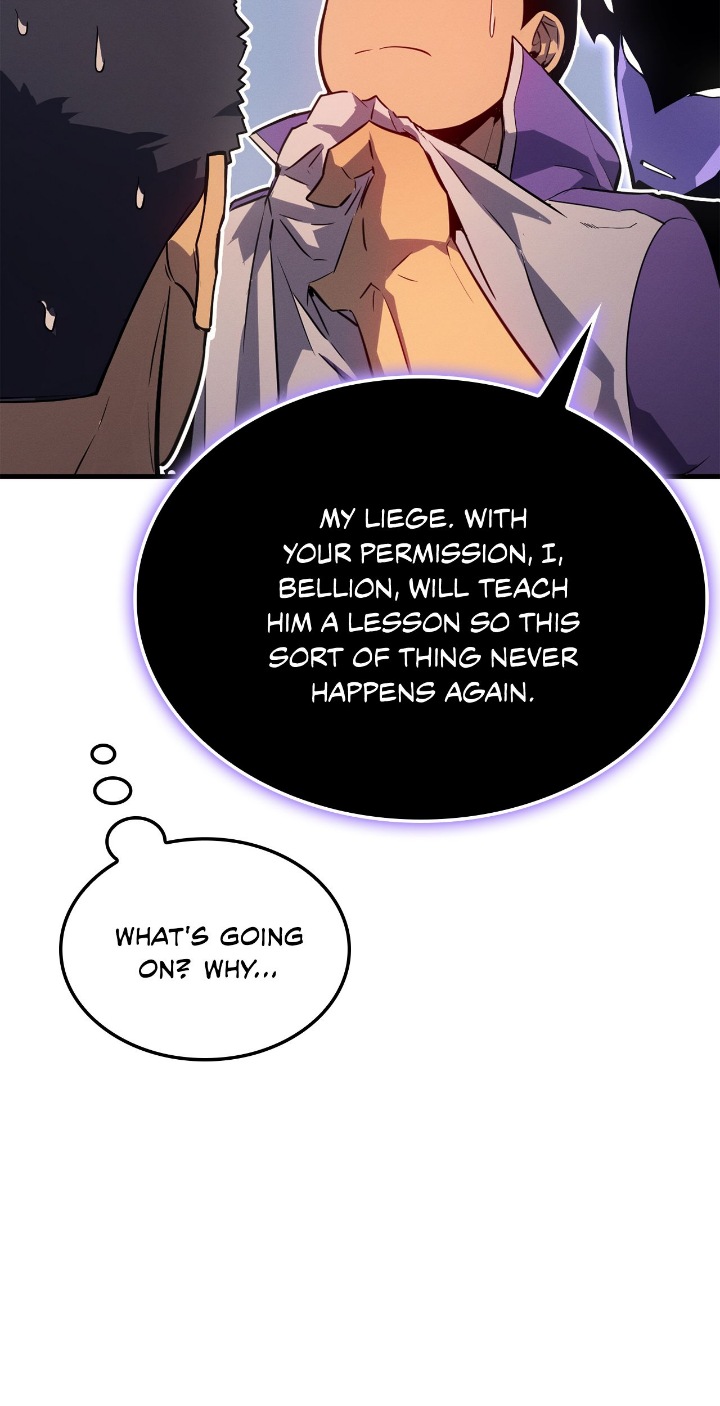 MY LIEGE. WITH
YOUR PERMISSION, I,
BELLION, WILL TEACH
HIM A LESSON SO THIS
SORT OF THING NEVER
HAPPENS AGAIN.
WHAT'S GOING
ON? WHY...